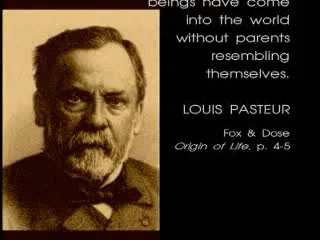 beings have come
into the world
without parents
resembling
themselves.
LOUIS PASTEUR
Fox & Dose
Origin of Life, p. 4-5